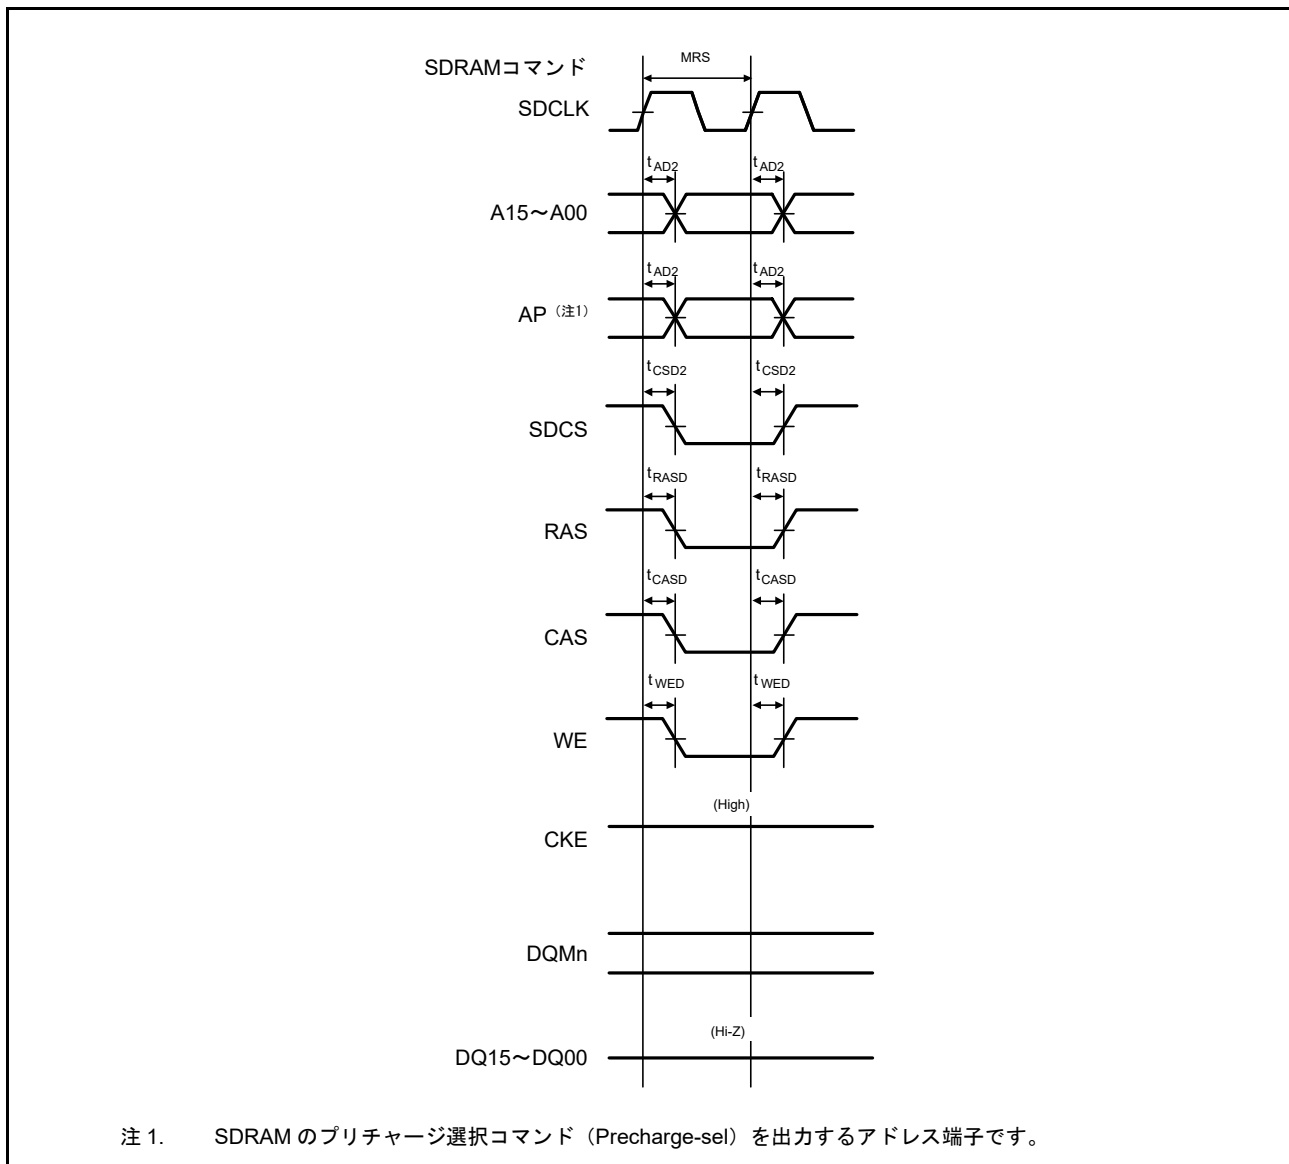 SDRAMコマンド MRS
SDCLK
tAD2 tAD2
A15～A00
tAD2 tAD2
AP（注1）
tCSD2 tCSD2
SDCS
tRASD tRASD
RAS
tCASD tCASD
CAS
tWED tWED
WE
(High)
CKE
DQMn
(Hi-Z)
DQ15～DQ00
注 1. SDRAM のプリチャージ選択コマンド（Precharge-sel）を出力するアドレス端子です。